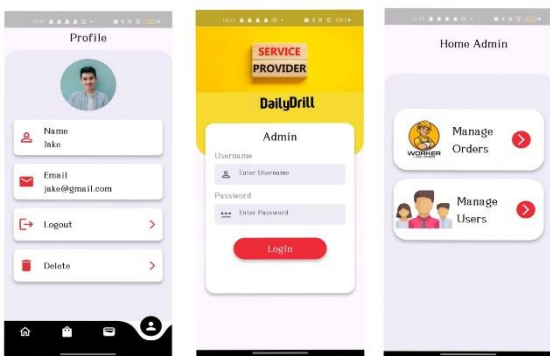 Profile
Name
Jake
Email
jake@gmail.com
Logout
Delete
SERVICE
PROVIDER
DailyDrill
Admin
Username
Enter Username
Password
Enter Password
Login
Home Admin
WORKER
Manage
Orders
Manage
Users